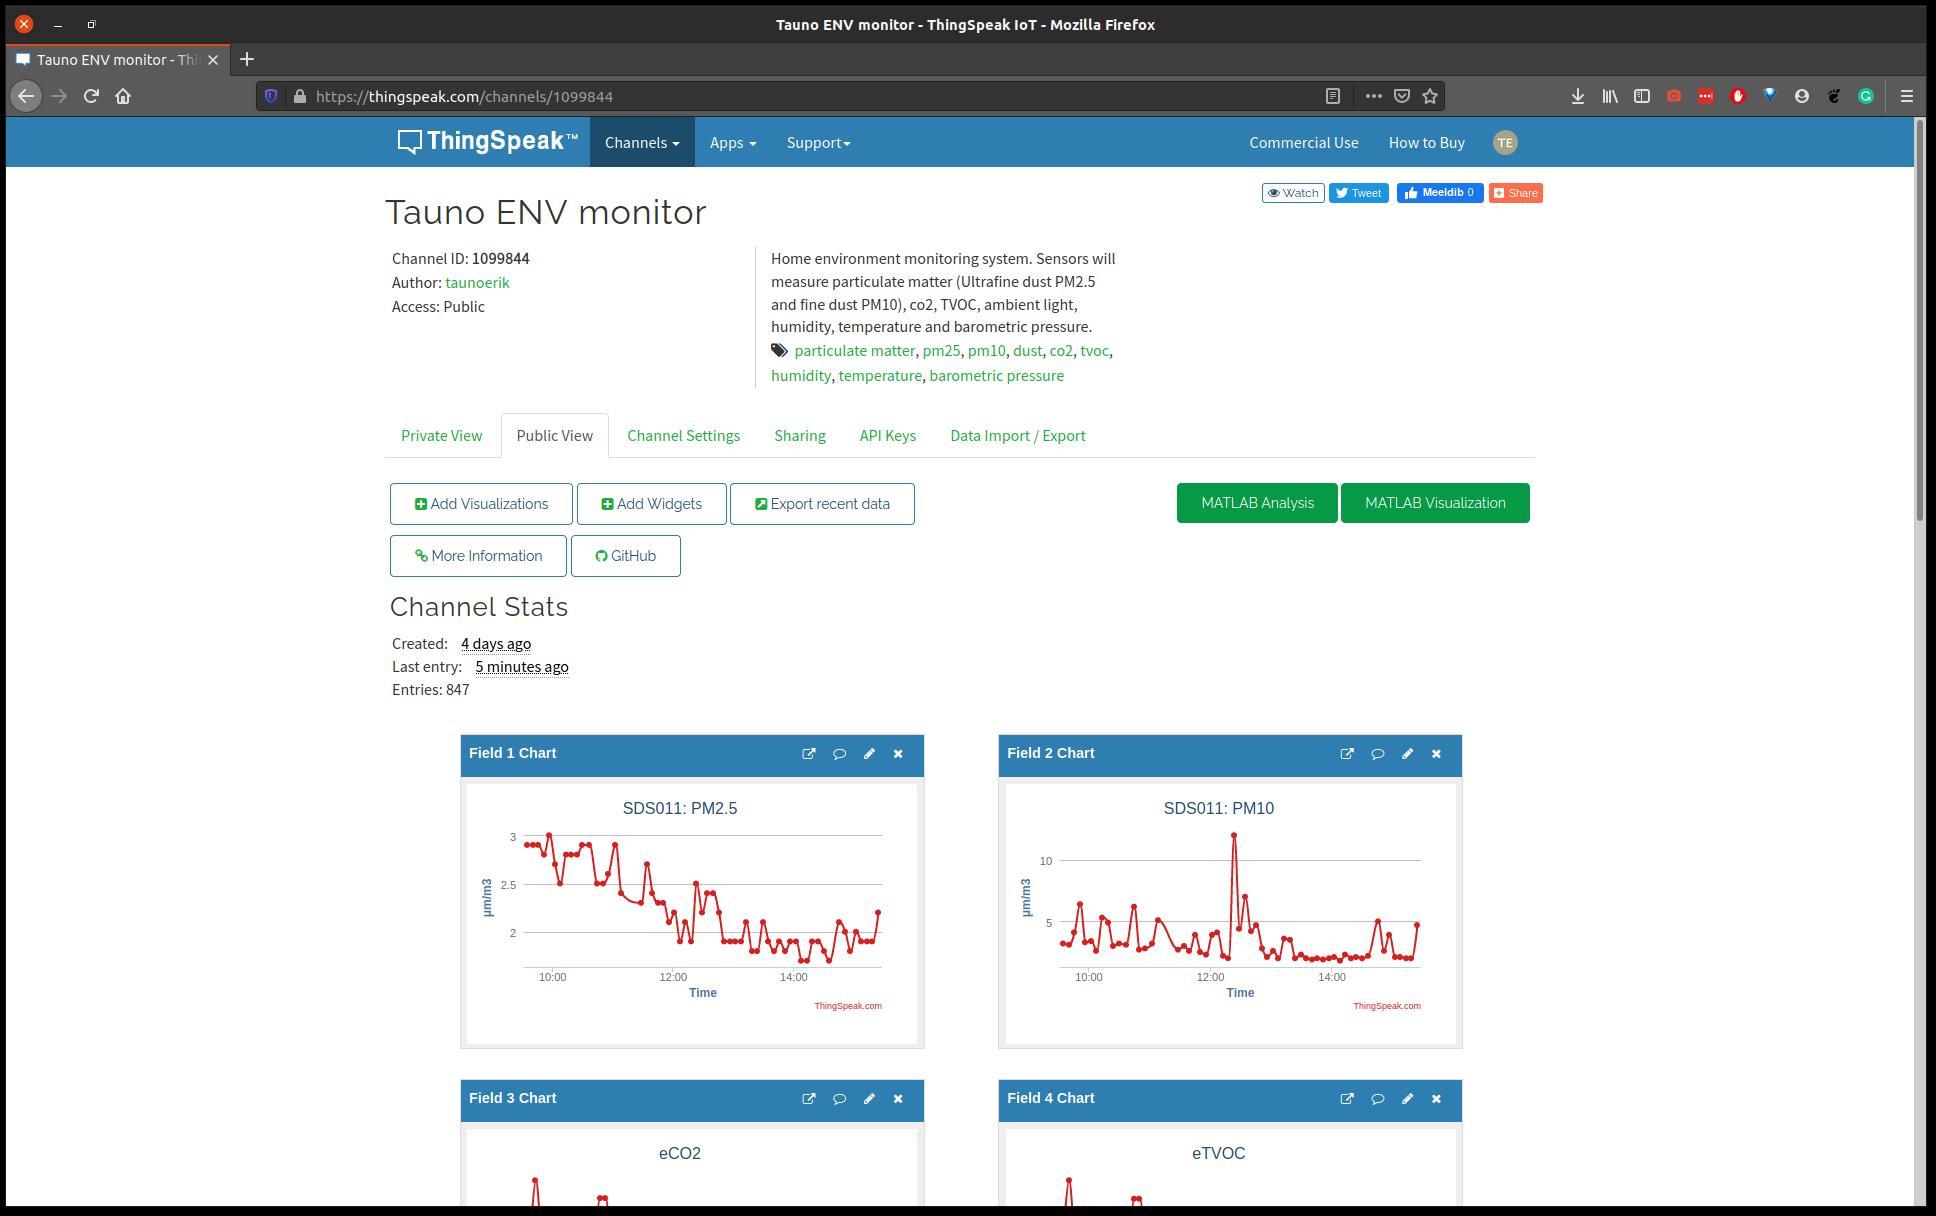 Tauno ENV monitor - ThingSpeak IoT - Mozilla Firefox
Tauno ENV monitor - Thi
https://thingspeak.com/channels/1099844
ThingSpeak™ Channels Apps Support Commercial Use How to Buy TE
Watch Tweet Meeldib 0 Share
Tauno ENV monitor
Channel ID: 1099844
Author: taunoerik
Access: Public
Home environment monitoring system. Sensors will
measure particulate matter (Ultrafine dust PM2.5
and fine dust PM10), co2, TVOC, ambient light,
humidity, temperature and barometric pressure.
particulate matter, pm25, pm10, dust, co2, tvoc,
humidity, temperature, barometric pressure
Private View Public View Channel Settings Sharing API Keys Data Import / Export
Add Visualizations Add Widgets Export recent data MATLAB Analysis MATLAB Visualization
More Information GitHub
Channel Stats
Created: 4 days ago
Last entry: 5 minutes ago
Entries: 847
Field 1 Chart
SDS011: PM2.5
3
2.5
2
µm/m3
10:00 12:00 14:00
Time
ThingSpeak.com
Field 2 Chart
SDS011: PM10
10
5
µm/m3
10:00 12:00 14:00
Time
ThingSpeak.com
Field 3 Chart
eCO2
Field 4 Chart
eTVOC